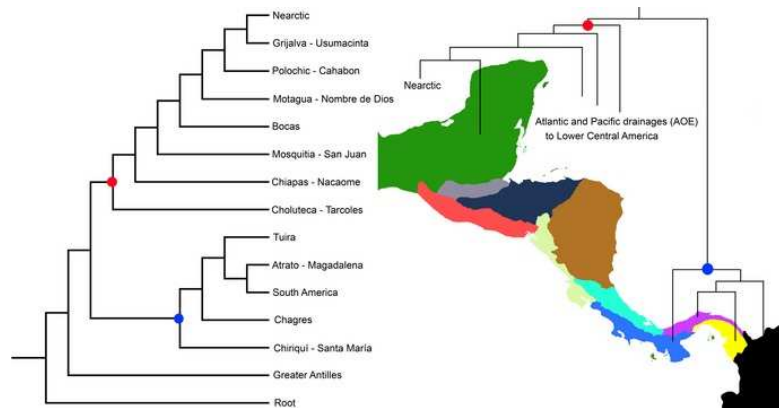 Nearctic
Grijalva - Usumacinta
Polochic - Cahabon
Motagua - Nombre de Dios
Bocas
Mosquitia - San Juan
Chiapas - Nacaome
Choluteca - Tarcoles
Tuira
Atrato - Magadalena
South America
Chagres
Chiriquí - Santa María
Greater Antilles
Root
Nearctic
Atlantic and Pacific drainages (AOE)
to Lower Central America